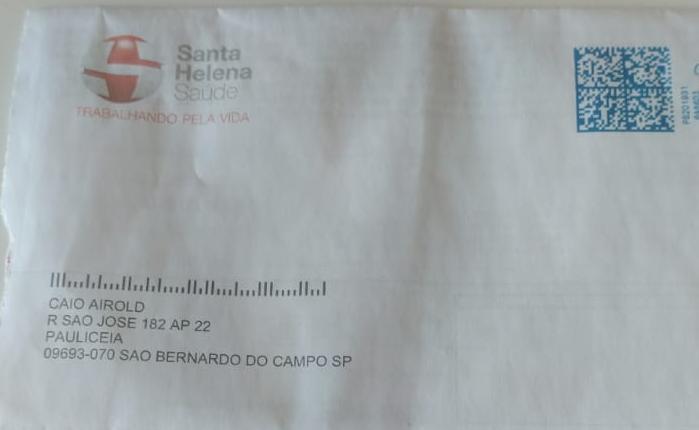 Santa
Helena
Saúde
TRABALHANDO PELA VIDA
CAIO AIROLD
R SAO JOSE 182 AP 22
PAULICEIA
09693-070 SAO BERNARDO DO CAMPO SP